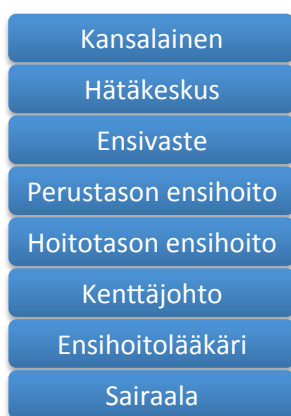 Kansalainen
Hätäkeskus
Ensivaste
Perustason ensihoito
Hoitotason ensihoito
Kenttäjohto
Ensihoitolääkäri
Sairaala